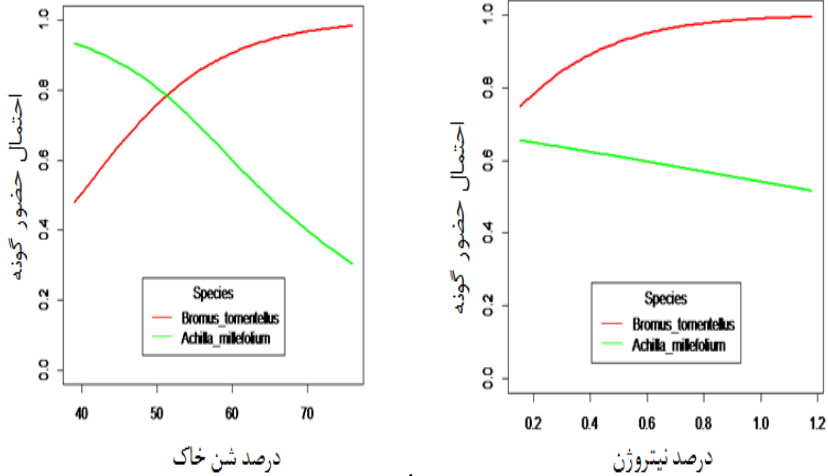 احتمال حضور گونه
1.0
0.8
0.6
0.4
0.2
0.0
Species
Bromus_tomentellus
Achilla_millefolium
40 50 60 70
درصد شن خاک
احتمال حضور گونه
1.0
0.8
0.6
0.4
0.2
0.0
Species
Bromus_tomentellus
Achilla_millefolium
0.2 0.4 0.6 0.8 1.0 1.2
درصد نیتروژن